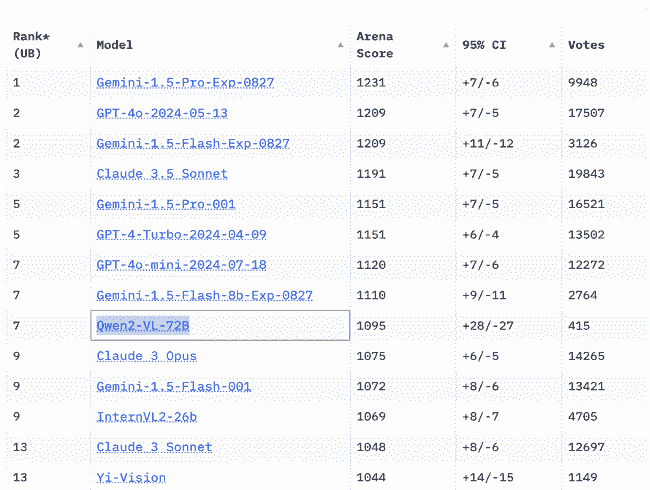 Rank* (UB) Model Arena Score 95% CI Votes
1 Gemini-1.5-Pro-Exp-0827 1231 +7/-6 9948
2 GPT-4o-2024-05-13 1209 +7/-5 17507
2 Gemini-1.5-Flash-Exp-0827 1209 +11/-12 3126
3 Claude 3.5 Sonnet 1191 +7/-5 19843
5 Gemini-1.5-Pro-001 1151 +7/-5 16521
5 GPT-4-Turbo-2024-04-09 1151 +6/-4 13502
7 GPT-4o-mini-2024-07-18 1120 +7/-6 12272
7 Gemini-1.5-Flash-8b-Exp-0827 1110 +9/-11 2764
7 Qwen2-VL-72B 1095 +28/-27 415
9 Claude 3 Opus 1075 +6/-5 14265
9 Gemini-1.5-Flash-001 1072 +8/-6 13421
9 InternVL2-26b 1069 +8/-7 4705
13 Claude 3 Sonnet 1048 +8/-6 12697
13 Yi-Vision 1044 +14/-15 1149